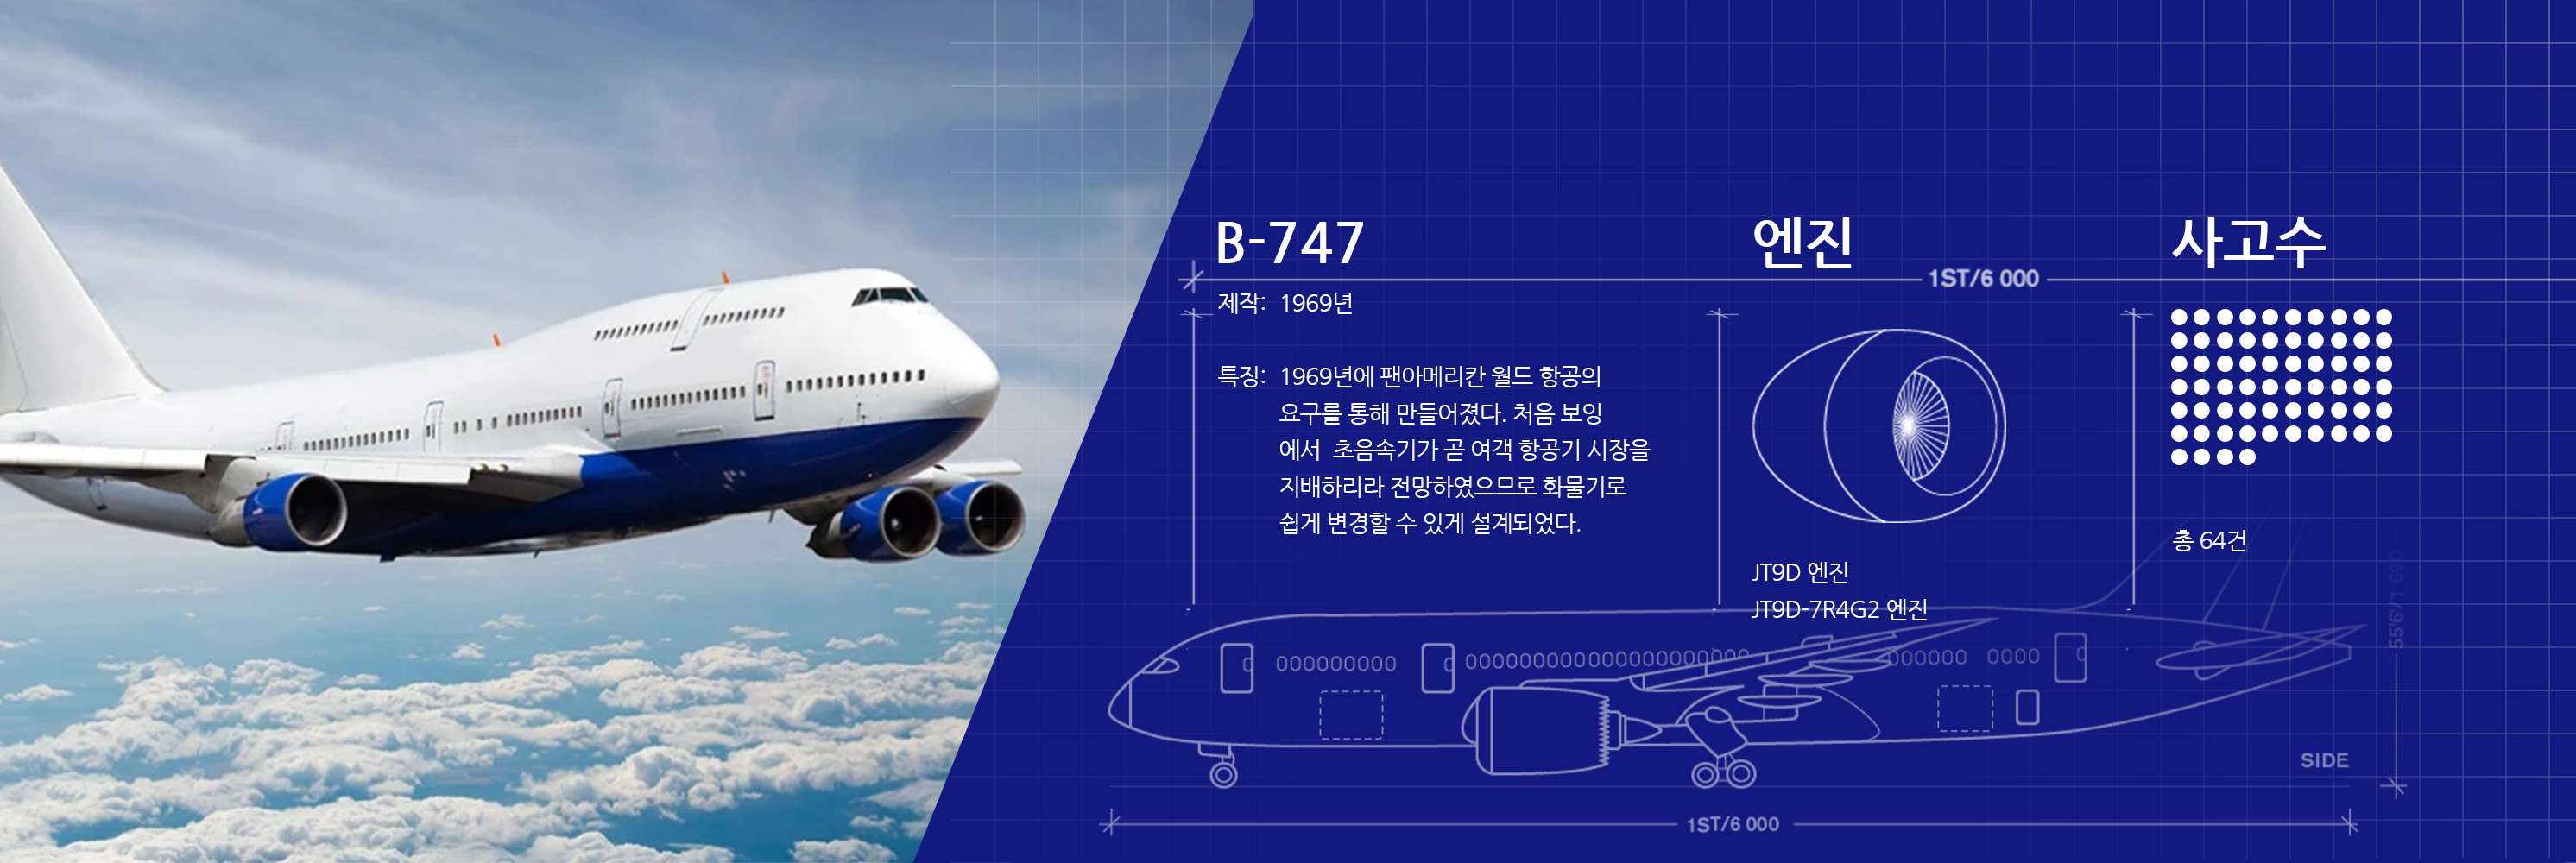 B-747
제작: 1969년
특징: 1969년에 팬아메리칸 월드 항공의
요구를 통해 만들어졌다. 처음 보잉
에서 초음속기가 곧 여객 항공기 시장을
지배하리라 전망하였으므로 화물기로
쉽게 변경할 수 있게 설계되었다.
엔진
1ST/6 000
JT9D 엔진
JT9D-7R4G2 엔진
사고수
총 64건
SIDE
1ST/6 000